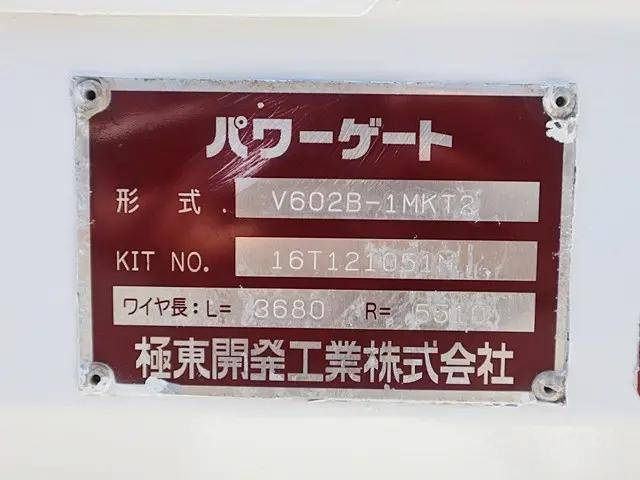 パワーゲート
形 式. V602B-1MKT2
KIT NO.
ワイヤ長:L= 3680 R= 5510
極東開発工業株式会社